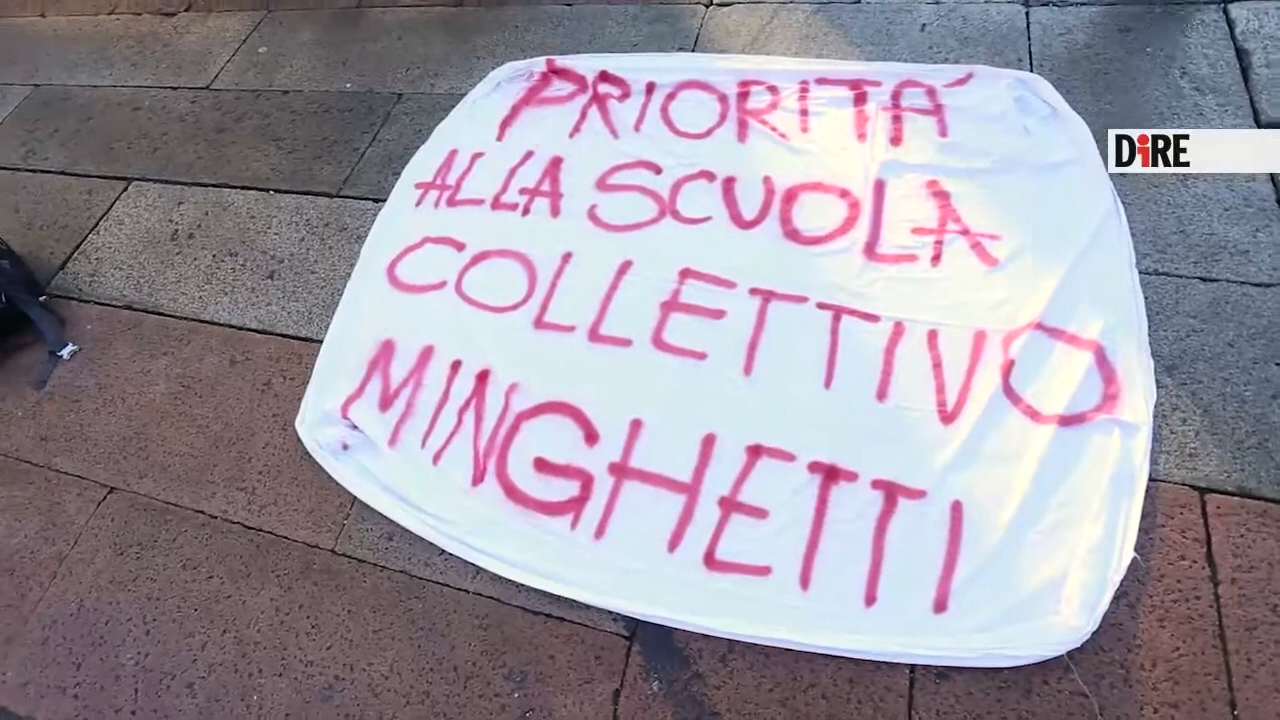 PRIORITÁ
ALLA SCUOLA
COLLETTIVO
MINGHETTI
DiRE